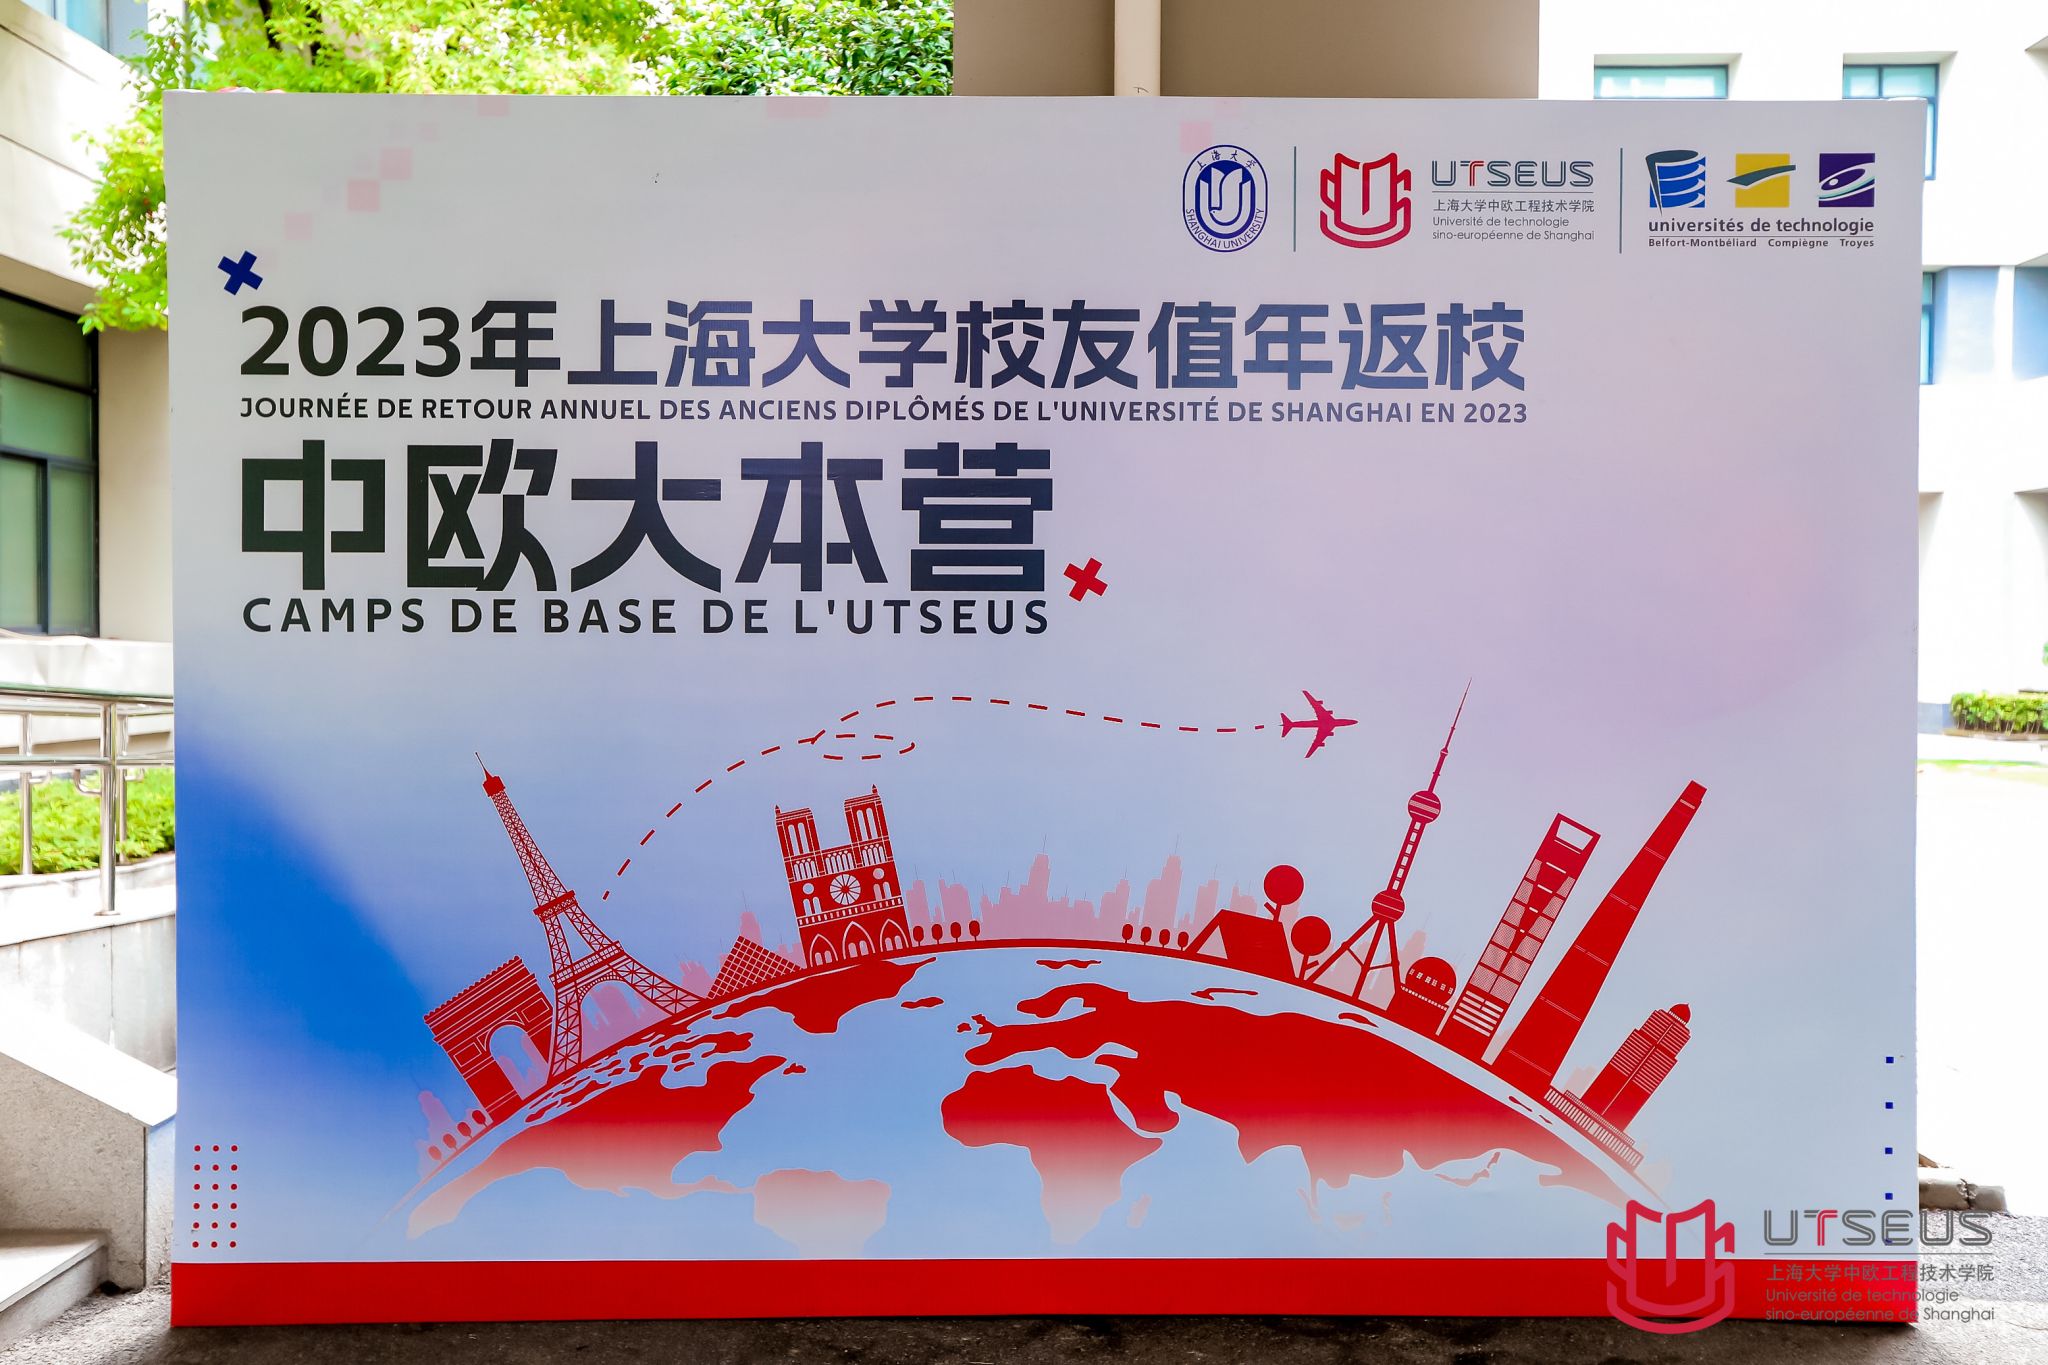 上海大学
SHANGHAI UNIVERSITY
UTSEUS
上海大学中欧工程技术学院
Université de technologie
sino-européenne de Shanghai
universités de technologie
Belfort-Montbéliard Compiègne Troyes
2023年上海大学校友值年返校
JOURNÉE DE RETOUR ANNUEL DES ANCIENS DIPLÔMÉS DE L'UNIVERSITÉ DE SHANGHAI EN 2023
中欧大本营
CAMPS DE BASE DE L'UTSEUS
UTSEUS
上海大学中欧工程技术学院
Université de technologie
sino-européenne de Shanghai